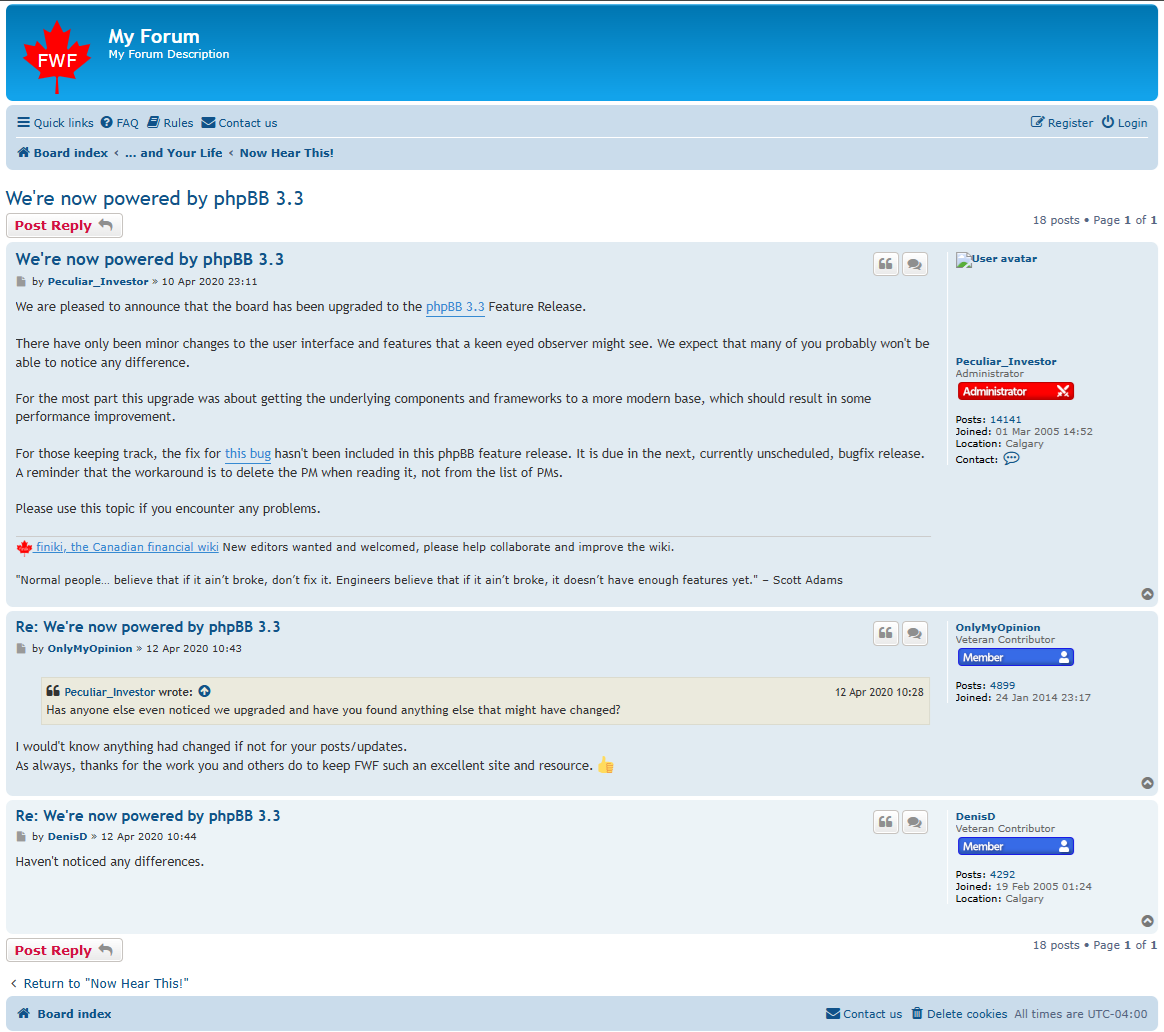 FWF
My Forum
My Forum Description
Quick links FAQ Rules Contact us Register Login
Board index ‹ ... and Your Life ‹ Now Hear This!
We're now powered by phpBB 3.3
Post Reply 18 posts • Page 1 of 1
We're now powered by phpBB 3.3
by Peculiar_Investor » 10 Apr 2020 23:11
We are pleased to announce that the board has been upgraded to the phpBB 3.3 Feature Release.
There have only been minor changes to the user interface and features that a keen eyed observer might see. We expect that many of you probably won't be
able to notice any difference.
For the most part this upgrade was about getting the underlying components and frameworks to a more modern base, which should result in some
performance improvement.
For those keeping track, the fix for this bug hasn't been included in this phpBB feature release. It is due in the next, currently unscheduled, bugfix release.
A reminder that the workaround is to delete the PM when reading it, not from the list of PMs.
Please use this topic if you encounter any problems.
finiki, the Canadian financial wiki New editors wanted and welcomed, please help collaborate and improve the wiki.
"Normal people… believe that if it ain’t broke, don’t fix it. Engineers believe that if it ain’t broke, it doesn’t have enough features yet." – Scott Adams
User avatar
Peculiar_Investor
Administrator
Administrator
Posts: 14141
Joined: 01 Mar 2005 14:52
Location: Calgary
Contact:
Re: We're now powered by phpBB 3.3
by OnlyMyOpinion » 12 Apr 2020 10:43
Peculiar_Investor wrote: 12 Apr 2020 10:28
Has anyone else even noticed we upgraded and have you found anything else that might have changed?
I would't know anything had changed if not for your posts/updates.
As always, thanks for the work you and others do to keep FWF such an excellent site and resource. 👍
OnlyMyOpinion
Veteran Contributor
Member
Posts: 4899
Joined: 24 Jan 2014 23:17
Re: We're now powered by phpBB 3.3
by DenisD » 12 Apr 2020 10:44
Haven't noticed any differences.
DenisD
Veteran Contributor
Member
Posts: 4292
Joined: 19 Feb 2005 01:24
Location: Calgary
Post Reply 18 posts • Page 1 of 1
‹ Return to "Now Hear This!"
Board index Contact us Delete cookies All times are UTC-04:00